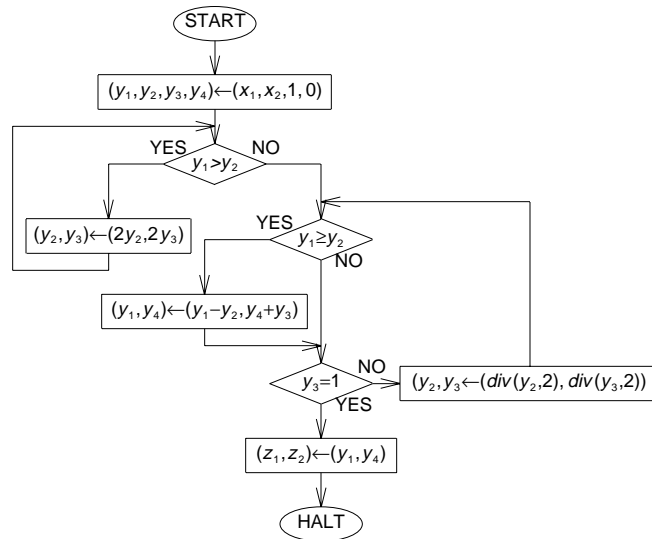 START
(y₁,y₂,y₃,y₄)←(x₁,x₂,1,0)
YES
NO
y₁>y₂
(y₂,y₃)←(2y₂,2y₃)
YES
y₁≥y₂
NO
(y₁,y₄)←(y₁−y₂,y₄+y₃)
y₃=1
NO
(y₂,y₃←(div(y₂,2),div(y₃,2))
YES
(z₁,z₂)←(y₁,y₄)
HALT